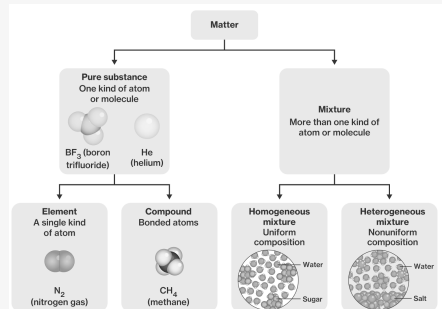 Matter
Pure substance
One kind of atom
or molecule
BF3 (boron
trifluoride)
He
(helium)
Mixture
More than one kind of
atom or molecule
Element
A single kind
of atom
N2
(nitrogen gas)
Compound
Bonded atoms
CH4
(methane)
Homogeneous
mixture
Uniform
composition
Water
Sugar
Heterogeneous
mixture
Nonuniform
composition
Water
Salt